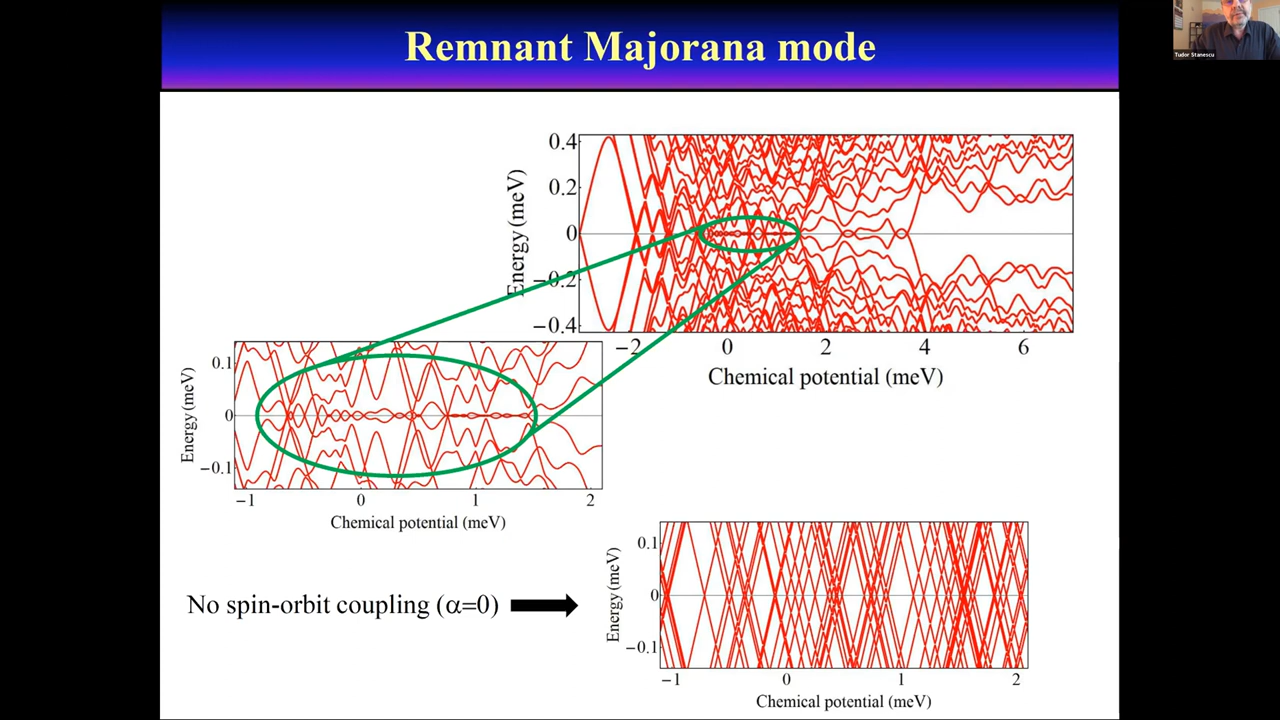 Remnant Majorana mode
Tudor Stanescu
0.4
0.2
0
−0.2
−0.4
Energy (meV)
−2
0
2
4
6
Chemical potential (meV)
0.1
0
−0.1
Energy (meV)
−1
0
1
2
Chemical potential (meV)
No spin-orbit coupling (α=0)
0.1
0
−0.1
Energy (meV)
−1
0
1
2
Chemical potential (meV)